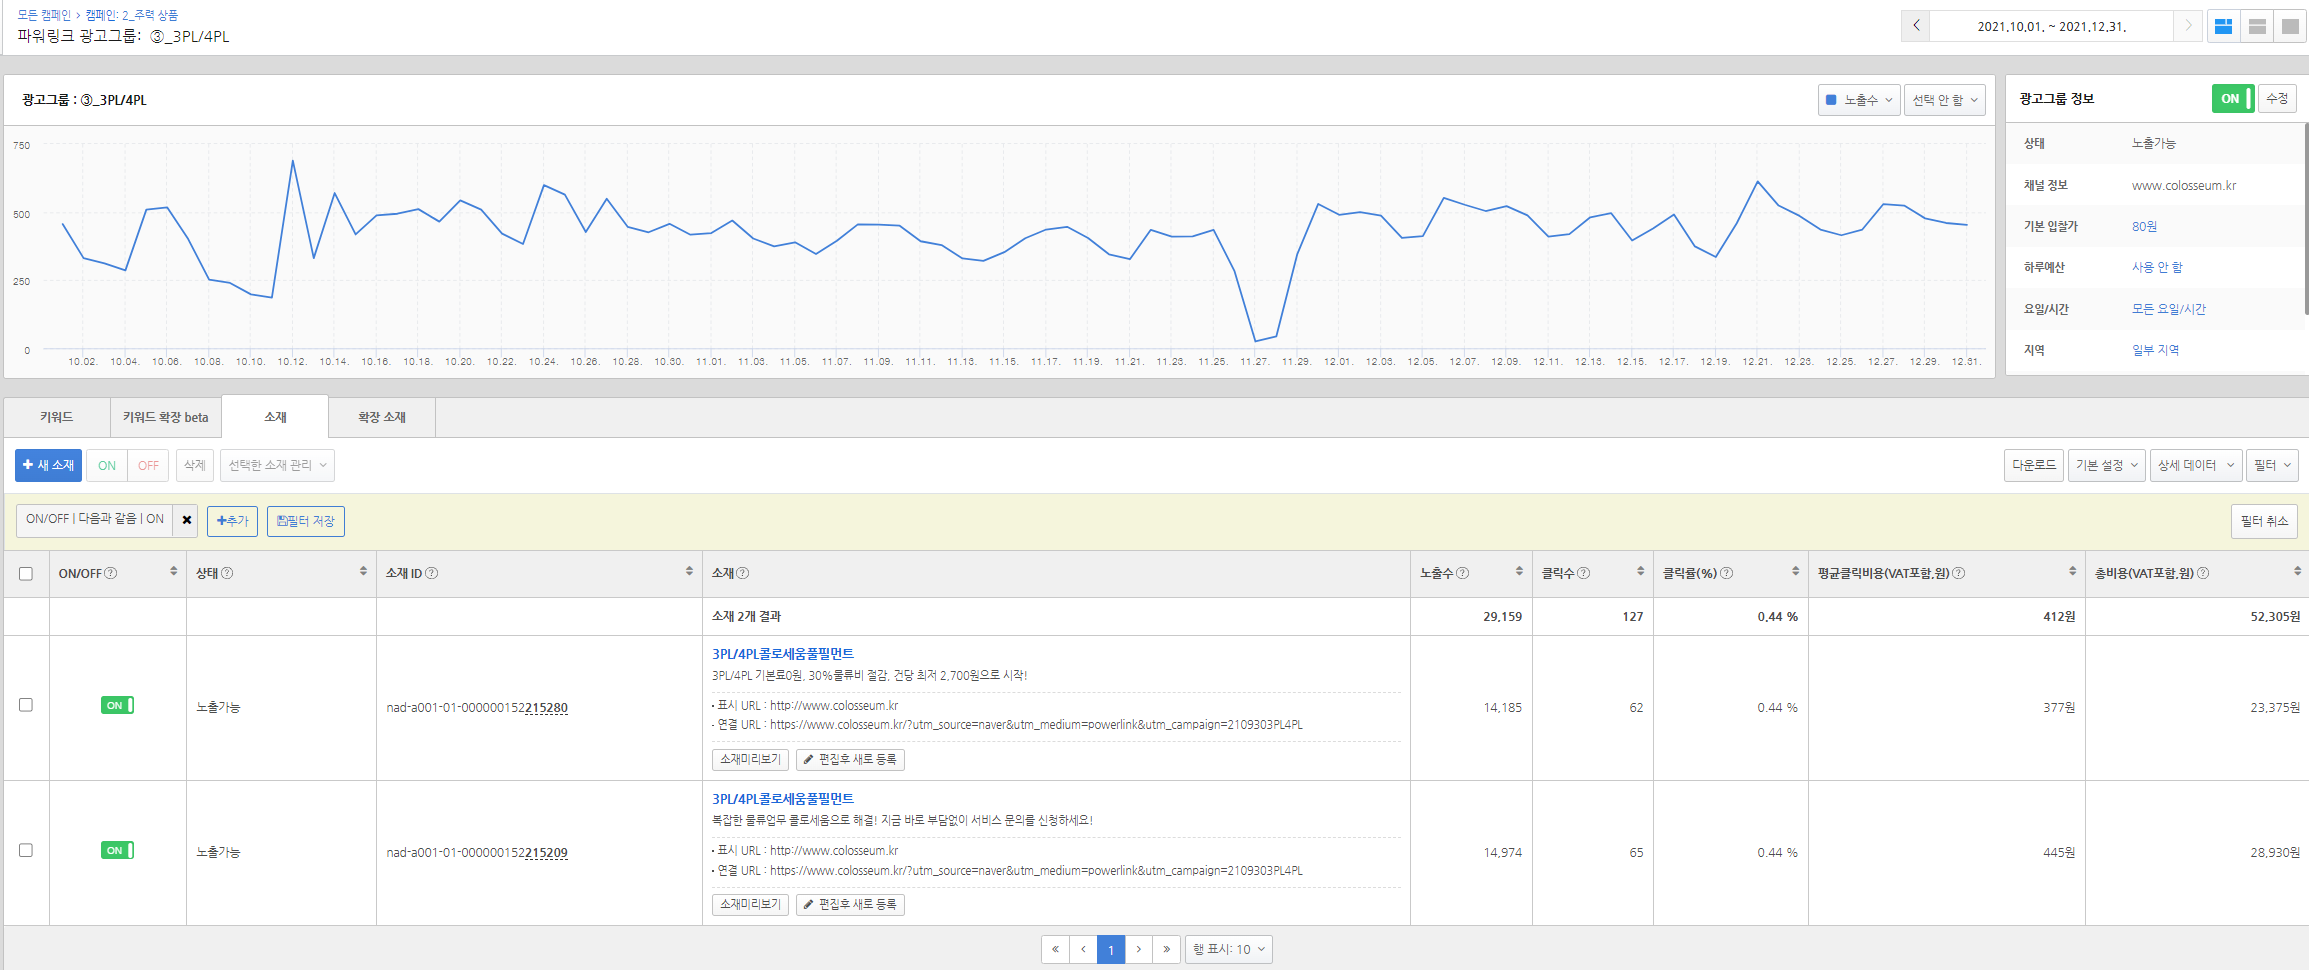 모든 캠페인 > 캠페인: 2_주력 상품
파워링크 광고그룹: ③_3PL/4PL
2021.10.01. ~ 2021.12.31.
광고그룹 : ③_3PL/4PL
노출수
선택 안 함
750
500
250
0
10.02. 10.04. 10.06. 10.08. 10.10. 10.12. 10.14. 10.16. 10.18. 10.20. 10.22. 10.24. 10.26. 10.28. 10.30. 11.01. 11.03. 11.05. 11.07. 11.09. 11.11. 11.13. 11.15. 11.17. 11.19. 11.21. 11.23. 11.25. 11.27. 11.29. 12.01. 12.03. 12.05. 12.07. 12.09. 12.11. 12.13. 12.15. 12.17. 12.19. 12.21. 12.23. 12.25. 12.27. 12.29. 12.31.
광고그룹 정보
ON
수정
상태 노출가능
채널 정보 www.colosseum.kr
기본 입찰가 80원
하루예산 사용 안 함
요일/시간 모든 요일/시간
지역 일부 지역
키워드 키워드 확장 beta 소재 확장 소재
+ 새 소재 ON OFF 삭제 선택한 소재 관리
다운로드 기본 설정 상세 데이터 필터
ON/OFF | 다음과 같음 | ON ✖ +추가 필터 저장 필터 취소
ON/OFF ? 상태 ? 소재 ID ? 소재 ? 노출수 ? 클릭수 ? 클릭률(%) ? 평균클릭비용(VAT포함,원) ? 총비용(VAT포함,원) ?
소재 2개 결과 29,159 127 0.44 % 412원 52,305원
ON 노출가능 nad-a001-01-000000152215280
3PL/4PL콜로세움풀필먼트
3PL/4PL 기본료0원, 30%물류비 절감, 건당 최저 2,700원으로 시작!
· 표시 URL : http://www.colosseum.kr
· 연결 URL : https://www.colosseum.kr/?utm_source=naver&utm_medium=powerlink&utm_campaign=2109303PL4PL
소재미리보기 편집후 새로 등록
14,185 62 0.44 % 377원 23,375원
ON 노출가능 nad-a001-01-000000152215209
3PL/4PL콜로세움풀필먼트
복잡한 물류업무 콜로세움으로 해결! 지금 바로 부담없이 서비스 문의를 신청하세요!
· 표시 URL : http://www.colosseum.kr
· 연결 URL : https://www.colosseum.kr/?utm_source=naver&utm_medium=powerlink&utm_campaign=2109303PL4PL
소재미리보기 편집후 새로 등록
14,974 65 0.44 % 445원 28,930원
« ‹ 1 › » 행 표시: 10